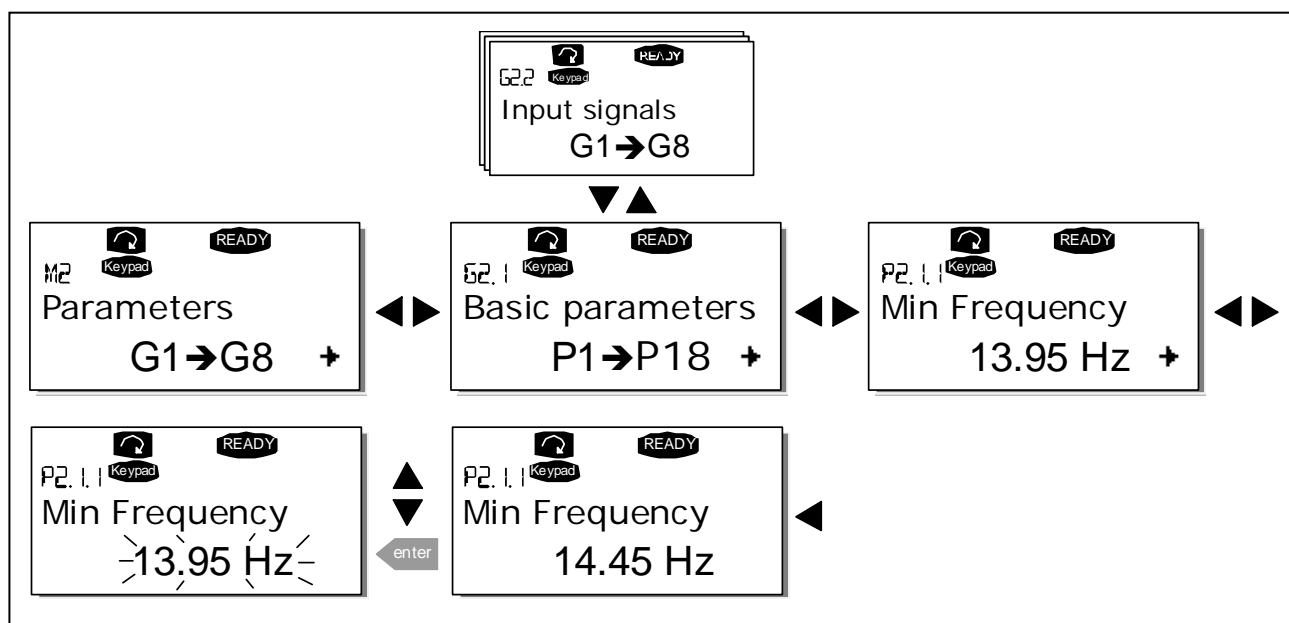 READY
G2.2 Keypad
Input signals
G1➔G8
READY
M2 Keypad
Parameters
G1➔G8
READY
G2.1 Keypad
Basic parameters
P1➔P18
READY
P2.1.1 Keypad
Min Frequency
13.95 Hz
READY
P2.1.1 Keypad
Min Frequency
13.95 Hz
enter
READY
P2.1.1 Keypad
Min Frequency
14.45 Hz